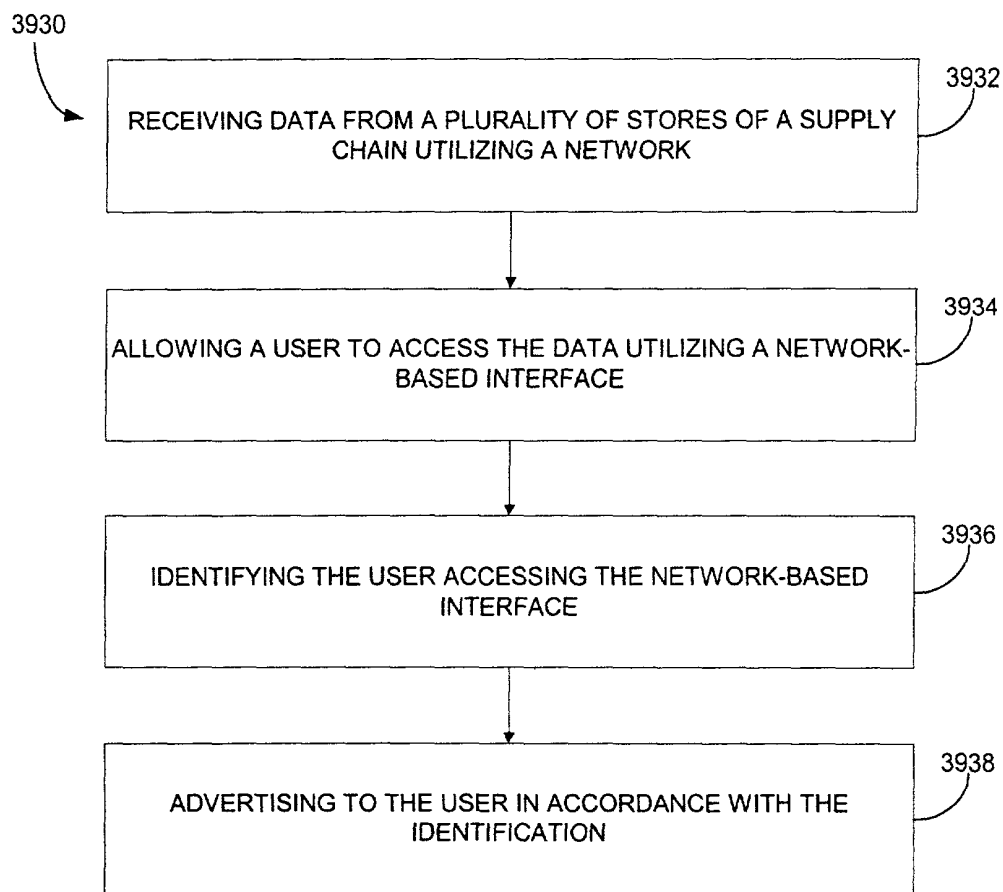 3930
3932
RECEIVING DATA FROM A PLURALITY OF STORES OF A SUPPLY
CHAIN UTILIZING A NETWORK
3934
ALLOWING A USER TO ACCESS THE DATA UTILIZING A NETWORK-
BASED INTERFACE
3936
IDENTIFYING THE USER ACCESSING THE NETWORK-BASED
INTERFACE
3938
ADVERTISING TO THE USER IN ACCORDANCE WITH THE
IDENTIFICATION